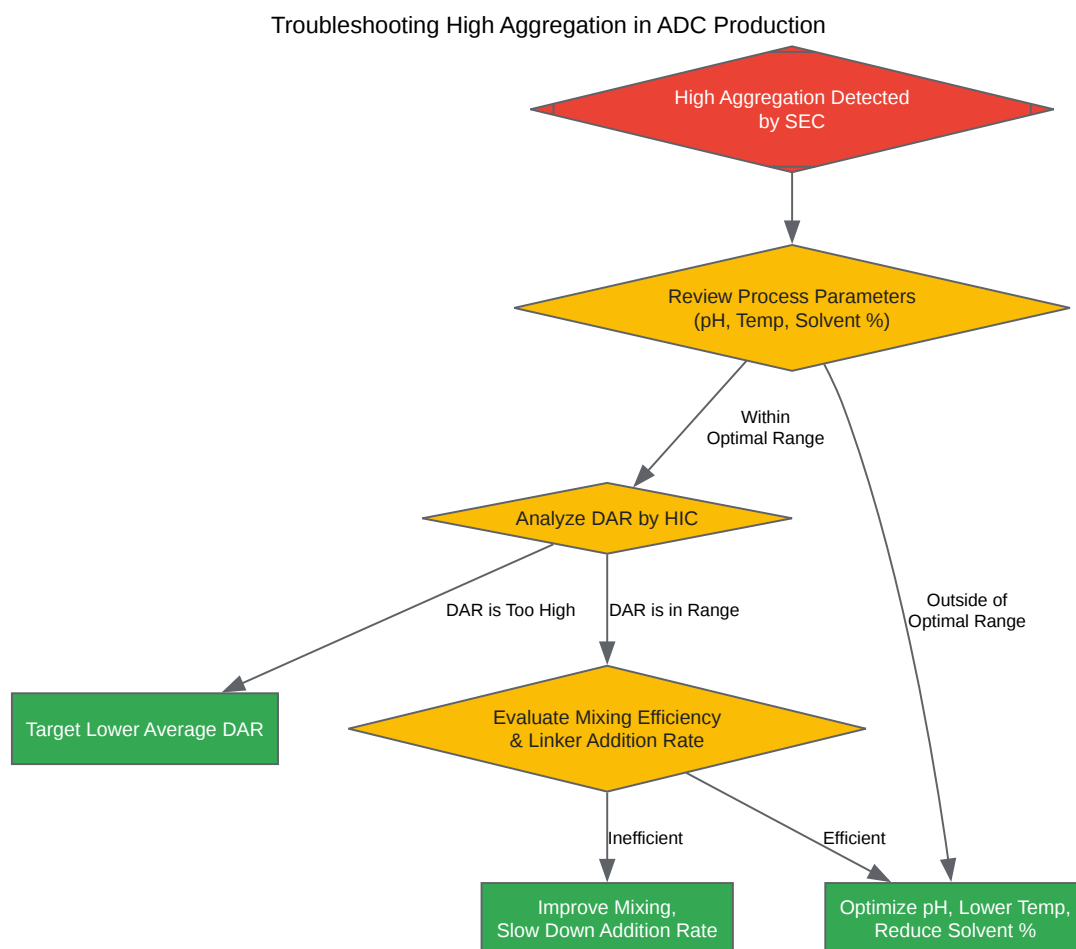 Troubleshooting High Aggregation in ADC Production
High Aggregation Detected
by SEC
Review Process Parameters
(pH, Temp, Solvent %)
Within
Optimal Range
Analyze DAR by HIC
DAR is Too High
DAR is in Range
Outside of
Optimal Range
Target Lower Average DAR
Evaluate Mixing Efficiency
& Linker Addition Rate
Inefficient
Efficient
Improve Mixing,
Slow Down Addition Rate
Optimize pH, Lower Temp,
Reduce Solvent %